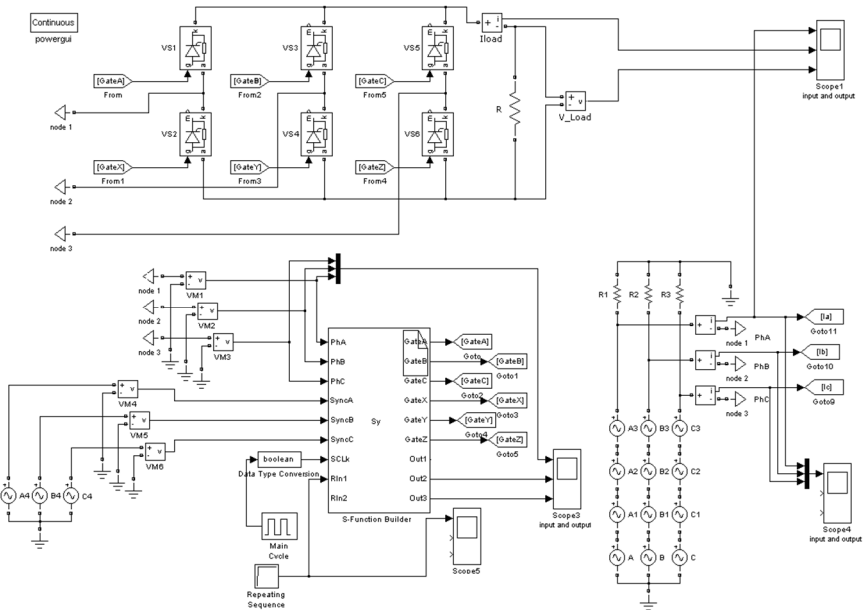 Continuous
powergui
VS1
VS3
VS5
g
m
k
a
Iload
+
i
-
Scope1
input and output
[GateA]
From
[GateB]
From2
[GateC]
From5
R
+
-
v
V_Load
node 1
VS2
VS4
VS6
[GateX]
From1
[GateY]
From3
[GateZ]
From4
node 2
node 3
node 1
VM1
node 2
VM2
node 3
VM3
R1
R2
R3
node 1
PhA
[Ia]
Goto11
node 2
PhB
[Ib]
Goto10
node 3
PhC
[Ic]
Goto9
PhA
GateA
[GateA]
Goto
PhB
GateB
[GateB]
Goto1
PhC
GateC
[GateC]
Goto2
VM4
SyncA
GateX
[GateX]
Goto3
VM5
SyncB
Sy
GateY
[GateY]
Goto4
VM6
SyncC
GateZ
[GateZ]
Goto5
boolean
Data Type Conversion
SCLk
Out1
RIn1
Out2
RIn2
Out3
S-Function Builder
Scope3
input and output
A4
B4
C4
Main
Cycle
Repeating
Sequence
Scope5
A3
B3
C3
A2
B2
C2
A1
B1
C1
A
B
C
Scope4
input and output